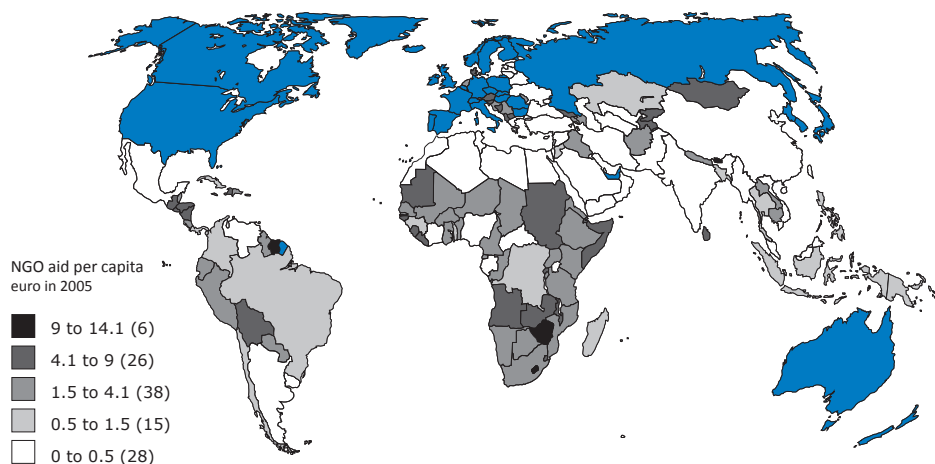 NGO aid per capita
euro in 2005
9 to 14.1 (6)
4.1 to 9 (26)
1.5 to 4.1 (38)
0.5 to 1.5 (15)
0 to 0.5 (28)